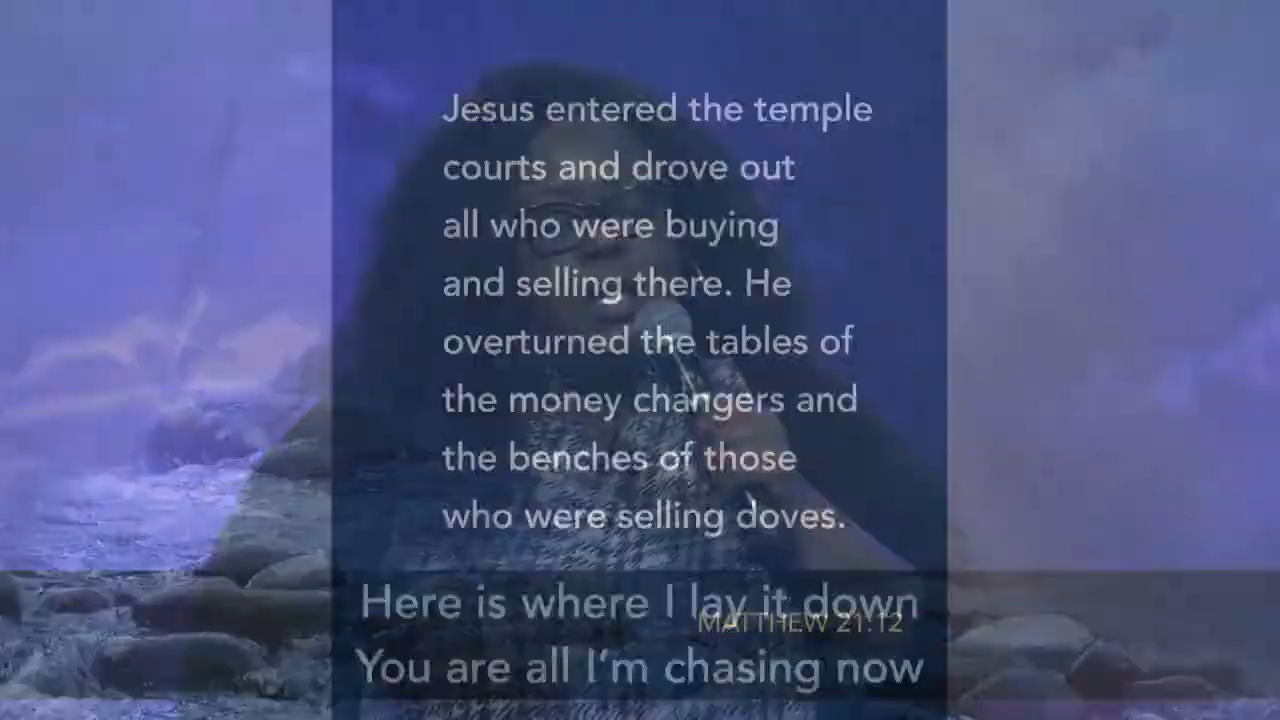 Jesus entered the temple
courts and drove out
all who were buying
and selling there. He
overturned the tables of
the money changers and
the benches of those
who were selling doves.
Here is where I lay it down
MATTHEW 21:12
You are all I'm chasing now